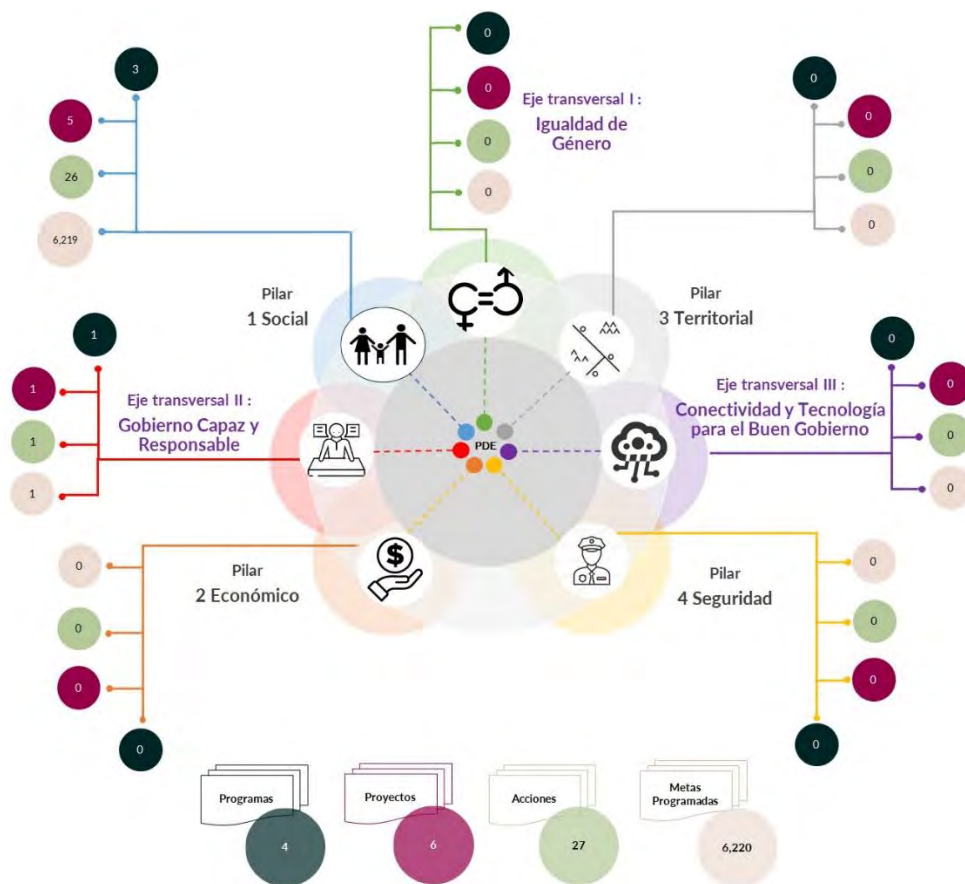 0
3
0
5
Eje transversal I :
Igualdad de
Género
0
0
26
0
0
6,219
0
0
Pilar
1 Social
Pilar
3 Territorial
1
0
1
Eje transversal II :
Gobierno Capaz y
Responsable
Eje transversal III :
Conectividad y Tecnología
para el Buen Gobierno
0
1
PDE
0
1
0
0
Pilar
2 Económico
$
Pilar
4 Seguridad
0
0
0
0
0
0
0
Programas
Proyectos
Acciones
Metas
Programadas
4
6
27
6,220